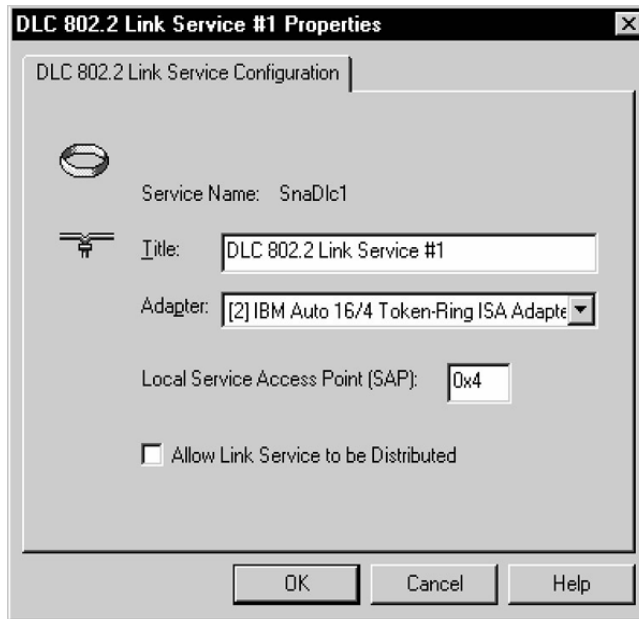 DLC 802.2 Link Service #1 Properties
DLC 802.2 Link Service Configuration
Service Name: SnaDlc1
Title: DLC 802.2 Link Service #1
Adapter: [2] IBM Auto 16/4 Token-Ring ISA Adapte
Local Service Access Point (SAP): 0x4
Allow Link Service to be Distributed
OK Cancel Help